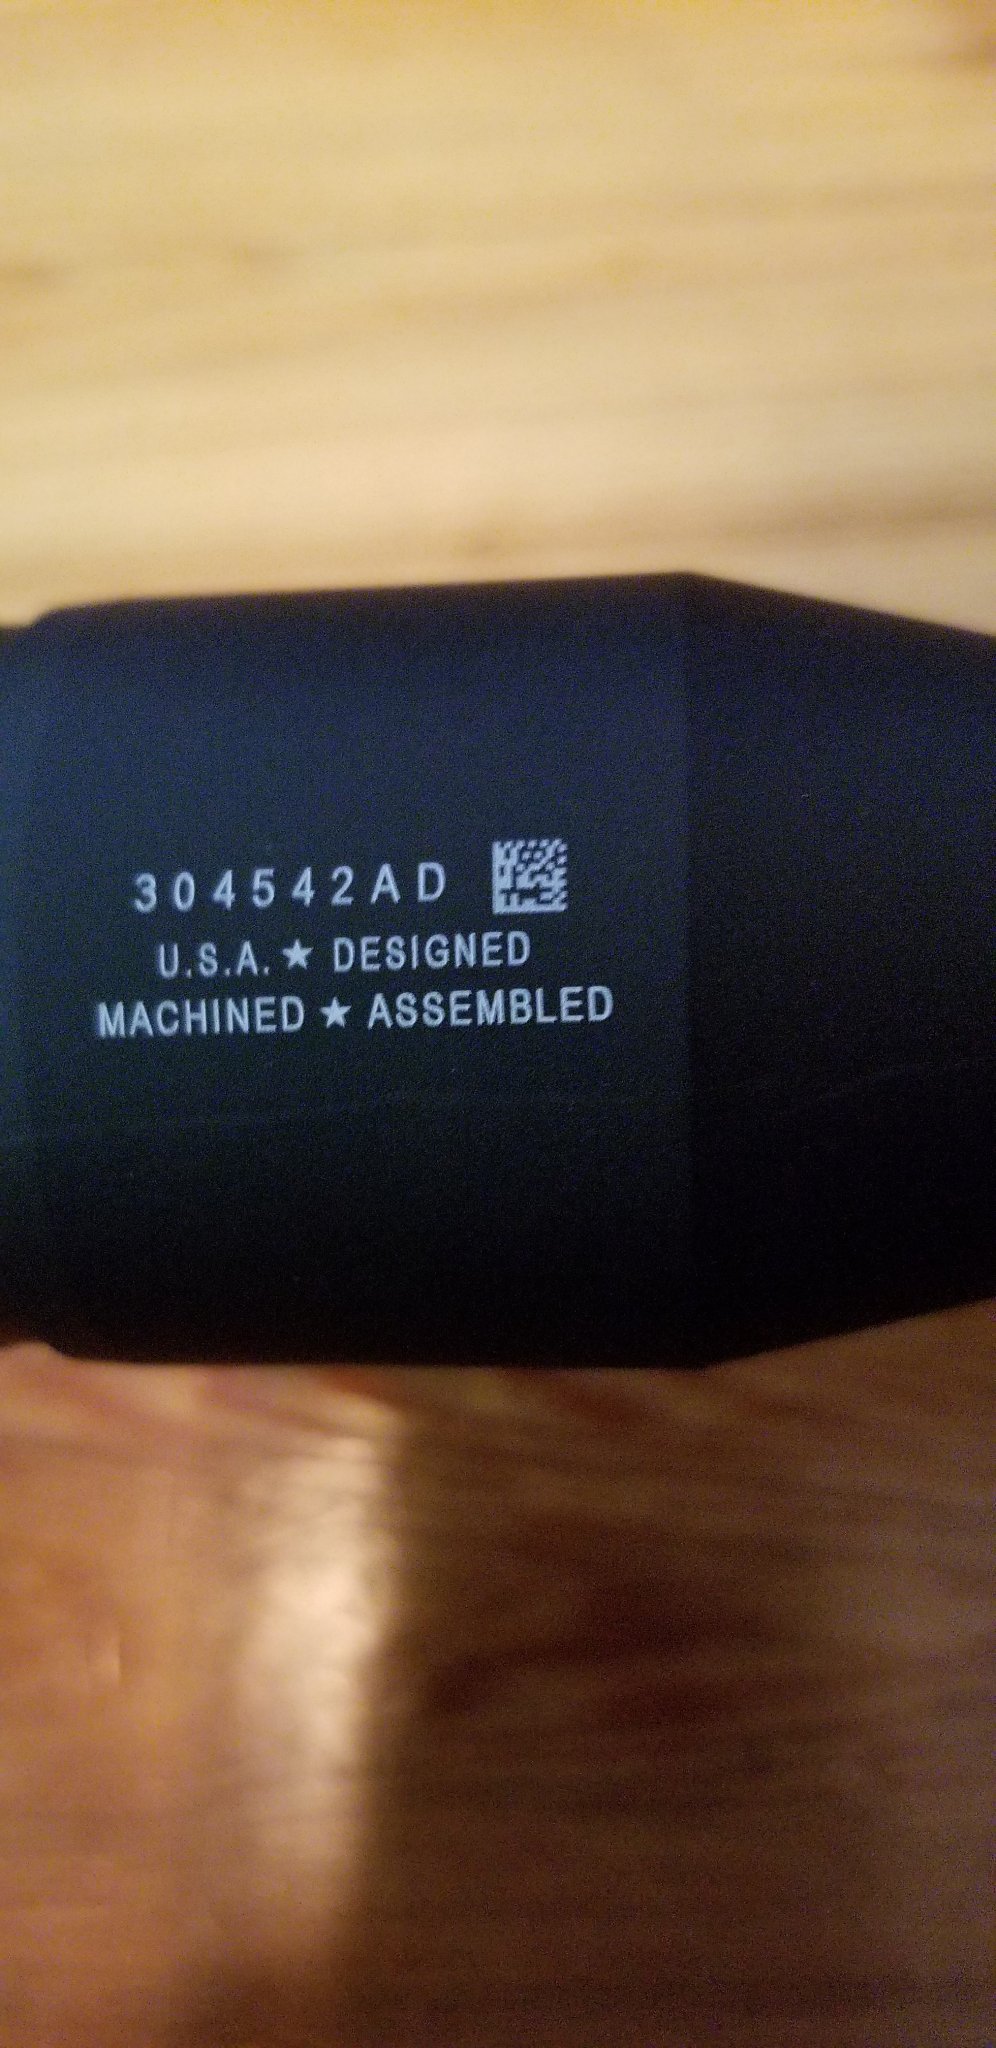 304542AD
U.S.A. ★ DESIGNED
MACHINED ★ ASSEMBLED